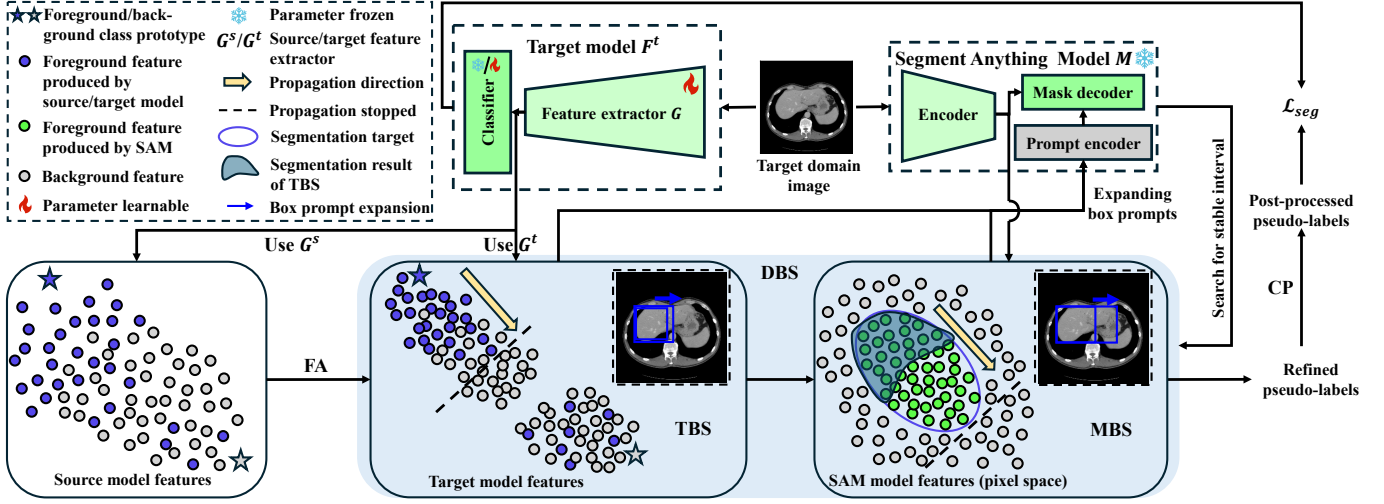 Foreground/back-
ground class prototype
Foreground feature
produced by
source/target model
Foreground feature
produced by SAM
Background feature
Parameter learnable
Parameter frozen
G^s/G^t Source/target feature
extractor
Propagation direction
Propagation stopped
Segmentation target
Segmentation result
of TBS
Box prompt expansion
Target model F^t
Classifier
Feature extractor G
Target domain
image
Segment Anything Model M
Encoder
Mask decoder
Prompt encoder
Expanding
box prompts
Search for stable interval
ℒ_seg
Post-processed
pseudo-labels
CP
Refined
pseudo-labels
Use G^s
Use G^t
Source model features
FA
DBS
TBS
Target model features
MBS
SAM model features (pixel space)